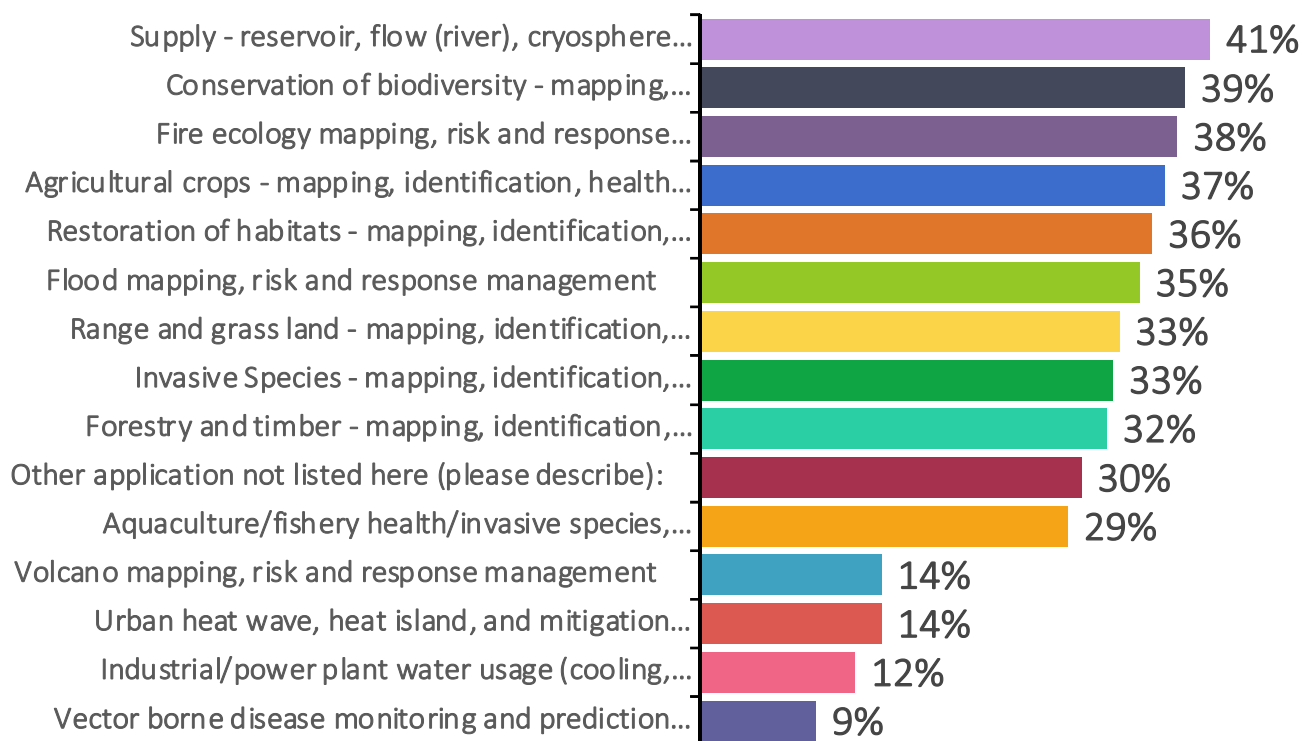 Supply - reservoir, flow (river), cryosphere... 41%
Conservation of biodiversity - mapping,... 39%
Fire ecology mapping, risk and response... 38%
Agricultural crops - mapping, identification, health... 37%
Restoration of habitats - mapping, identification,... 36%
Flood mapping, risk and response management 35%
Range and grass land - mapping, identification,... 33%
Invasive Species - mapping, identification,... 33%
Forestry and timber - mapping, identification,... 32%
Other application not listed here (please describe): 30%
Aquaculture/fishery health/invasive species,... 29%
Volcano mapping, risk and response management 14%
Urban heat wave, heat island, and mitigation... 14%
Industrial/power plant water usage (cooling,... 12%
Vector borne disease monitoring and prediction... 9%